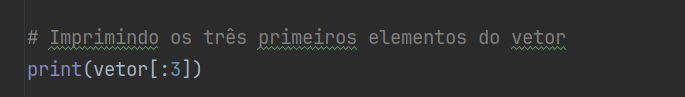 # Imprimindo os três primeiros elementos do vetor
print(vetor[:3])